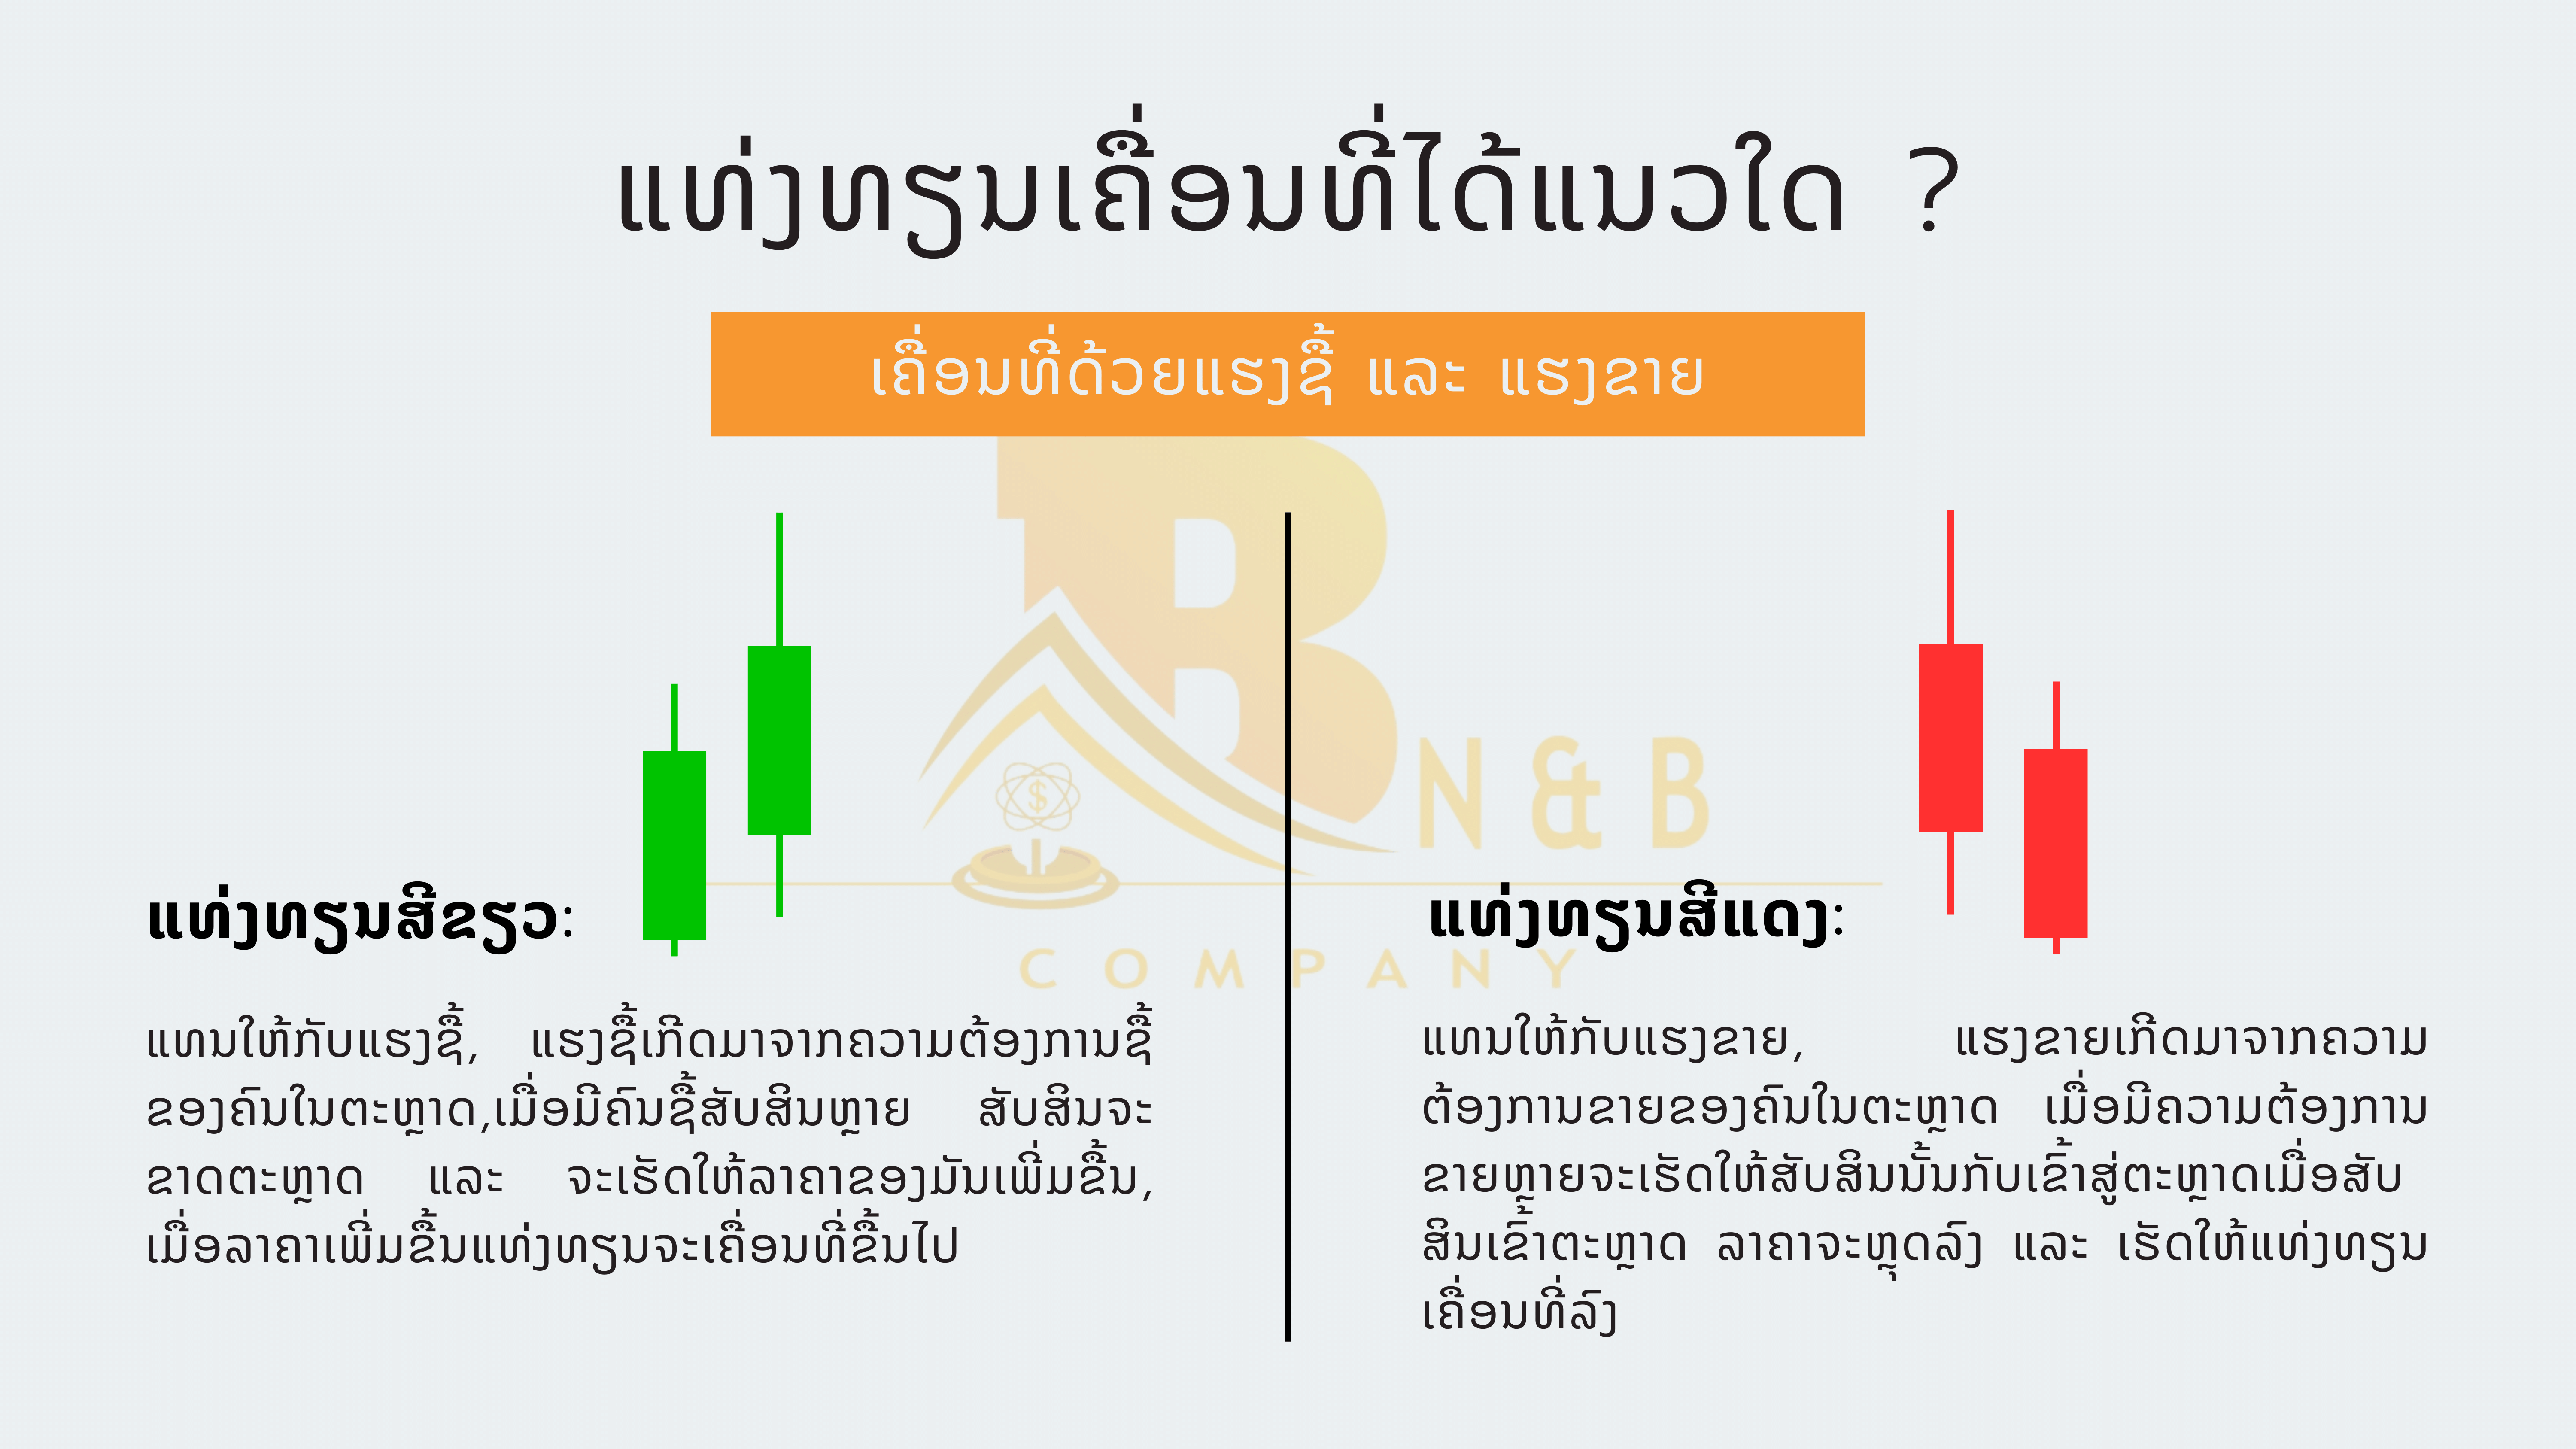 ແທ່ງທຽນເຄື່ອນທີ່ໄດ້ແນວໃດ ?
ເຄື່ອນທີ່ດ້ວຍແຮງຊື້ ແລະ ແຮງຂາຍ
N & B
COMPANY
ແທ່ງທຽນສີຂຽວ:
ແທນໃຫ້ກັບແຮງຊື້, ແຮງຊື້ເກີດມາຈາກຄວາມຕ້ອງການຊື້
ຂອງຄົນໃນຕະຫຼາດ,ເມື່ອມີຄົນຊື້ສັບສິນຫຼາຍ ສັບສິນຈະ
ຂາດຕະຫຼາດ ແລະ ຈະເຮັດໃຫ້ລາຄາຂອງມັນເພີ່ມຂື້ນ,
ເມື່ອລາຄາເພີ່ມຂື້ນແທ່ງທຽນຈະເຄື່ອນທີ່ຂື້ນໄປ
ແທ່ງທຽນສີແດງ:
ແທນໃຫ້ກັບແຮງຂາຍ, ແຮງຂາຍເກີດມາຈາກຄວາມ
ຕ້ອງການຂາຍຂອງຄົນໃນຕະຫຼາດ ເມື່ອມີຄວາມຕ້ອງການ
ຂາຍຫຼາຍຈະເຮັດໃຫ້ສັບສິນນັ້ນກັບເຂົ້າສູ່ຕະຫຼາດເມື່ອສັບ
ສິນເຂົ້າຕະຫຼາດ ລາຄາຈະຫຼຸດລົງ ແລະ ເຮັດໃຫ້ແທ່ງທຽນ
ເຄື່ອນທີ່ລົງ